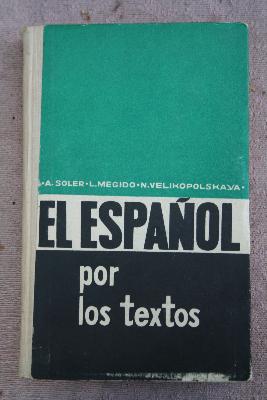 ·A. SOLER·L.MEGIDO·N.VELIKOPOLSKAYA·
EL ESPAÑOL
por
los textos